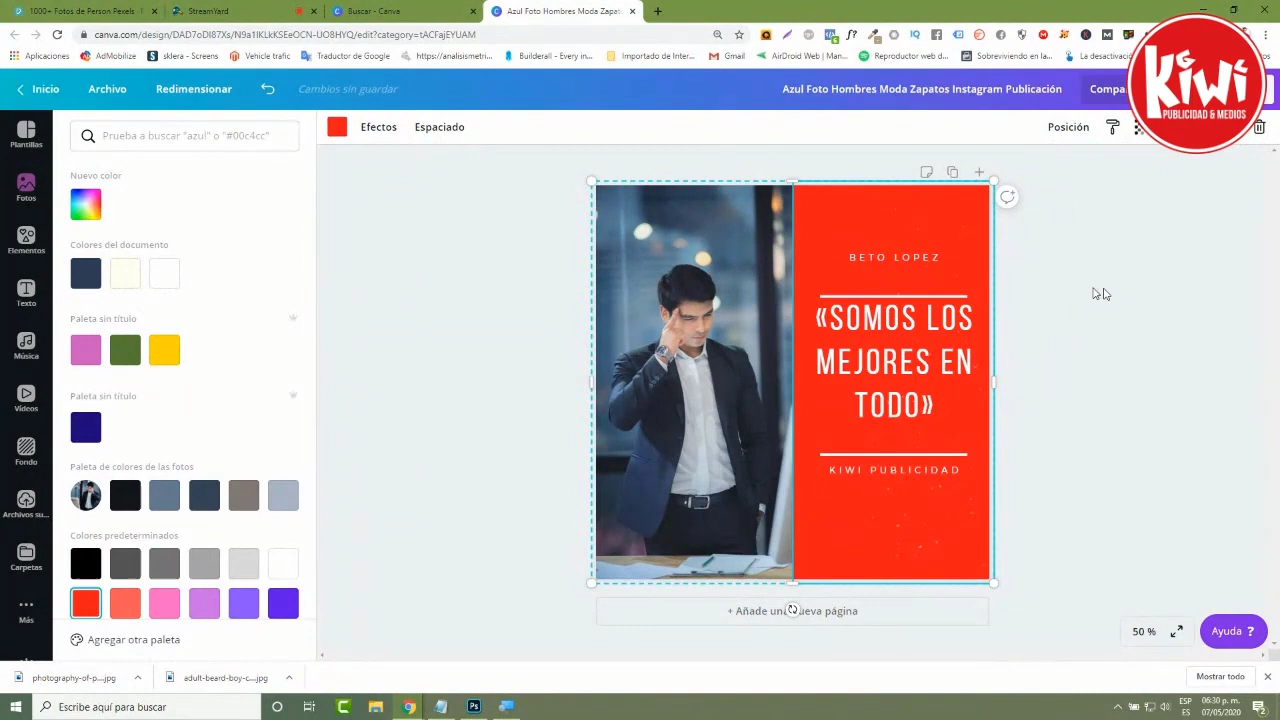 1000+ Fotos de Person Pexels
StreamYard
Buscar - Canva
Azul Foto Hombres Moda Zapatos
canva.com/design/DAD7oDI87Xs/N9a1IKLkKSEeOCN-UO8HYQ/edit?category=tACFajEYUAM
Aplicaciones
AdMobilize
sklera → Screens
Vehicle trafic
Traductor de Google
https://analisismetri...
Builderall - Every...
Importado de Inter...
Gmail
AirDroid Web | Man...
Reproductor web d...
Sobreviviendo en la...
La desactivació
Inicio
Archivo
Redimensionar
Cambios sin guardar
Azul Foto Hombres Moda Zapatos Instagram Publicación
Compa
KiWi
PUBLICIDAD & MEDIOS
Plantillas
Fotos
Elementos
Texto
Música
Vídeos
Fondo
Archivos su...
Carpetas
Más
Prueba a buscar "azul" o "#00c4cc"
Nuevo color
Colores del documento
Paleta sin título
Paleta sin título
Paleta de colores de las fotos
Colores predeterminados
Agregar otra paleta
Efectos
Espaciado
Posición
BETO LOPEZ
«SOMOS LOS
MEJORES EN
TODO»
KIWI PUBLICIDAD
+ Añade una nueva página
50 %
Ayuda ?
photography-of-p....jpg
adult-beard-boy-c....jpg
Mostrar todo
Escribe aquí para buscar
ESP
ES
06:30 p. m.
07/05/2020
2